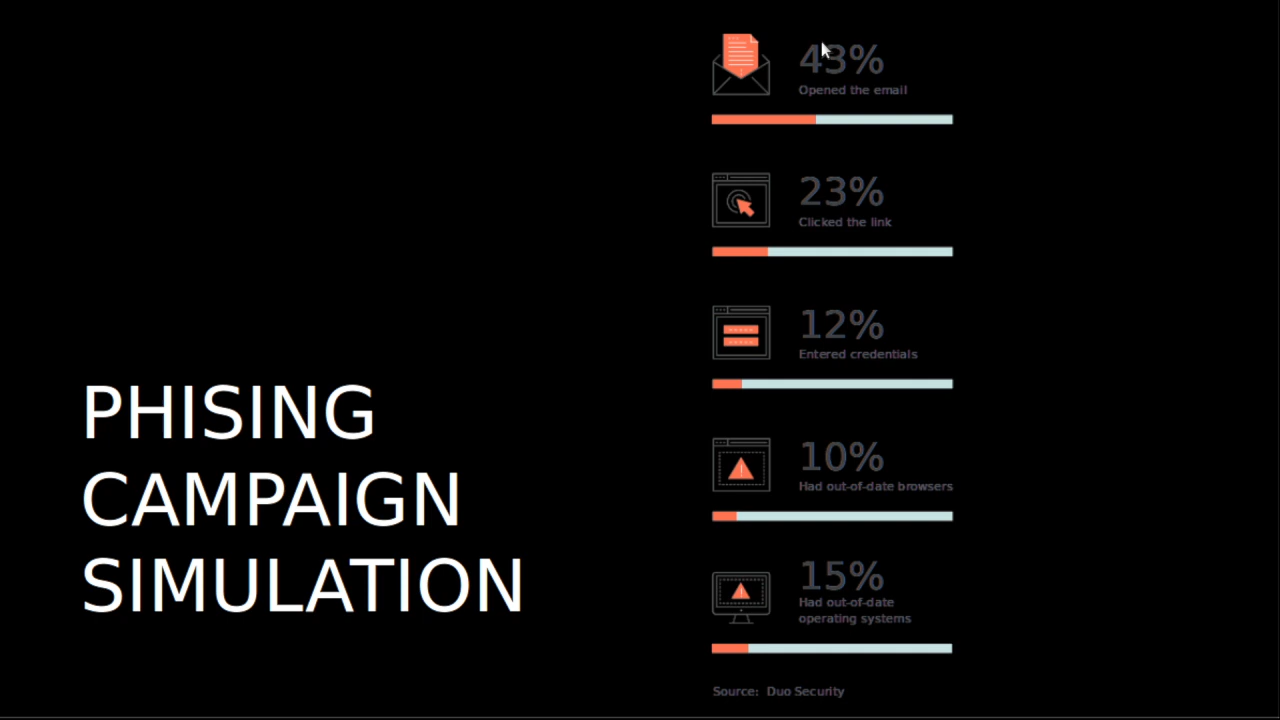 PHISING
CAMPAIGN
SIMULATION
43%
Opened the email
23%
Clicked the link
12%
Entered credentials
10%
Had out-of-date browsers
15%
Had out-of-date
operating systems
Source: Duo Security